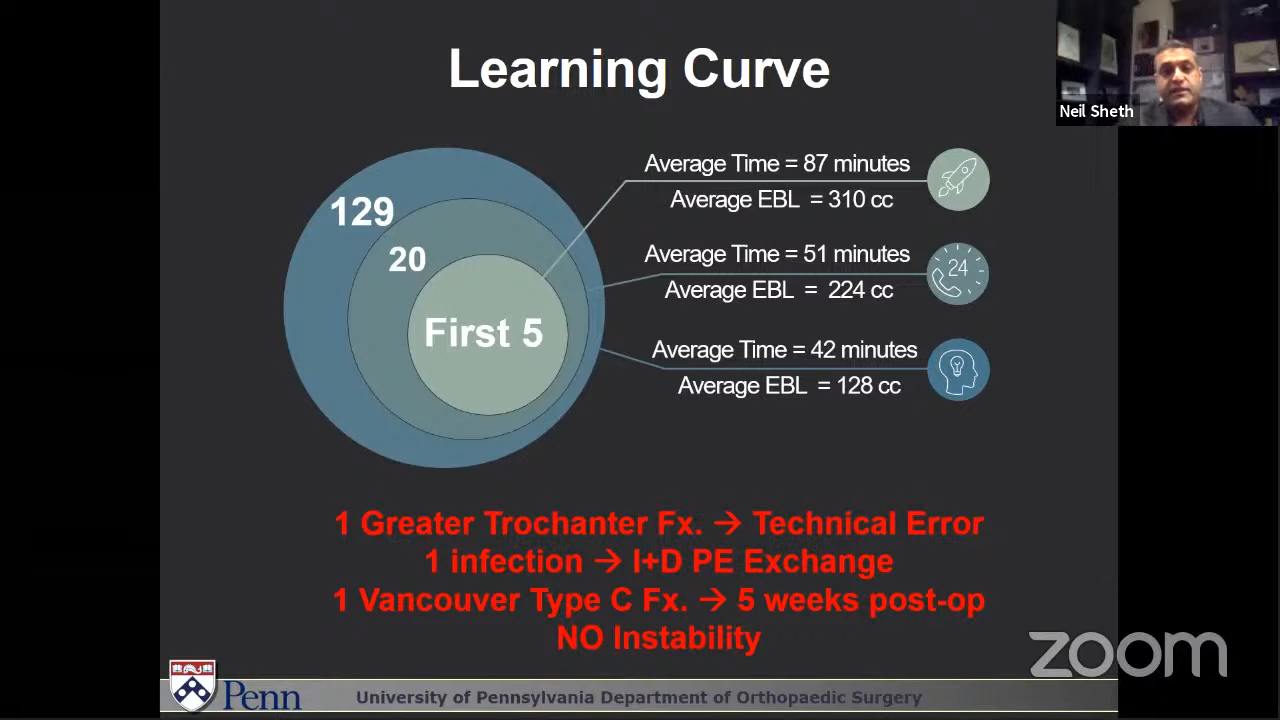 Learning Curve
Neil Sheth
129
20
First 5
Average Time = 87 minutes
Average EBL = 310 cc
Average Time = 51 minutes
Average EBL = 224 cc
24
Average Time = 42 minutes
Average EBL = 128 cc
1 Greater Trochanter Fx. → Technical Error
1 infection → I+D PE Exchange
1 Vancouver Type C Fx. → 5 weeks post-op
NO Instability
zoom
Penn
University of Pennsylvania Department of Orthopaedic Surgery